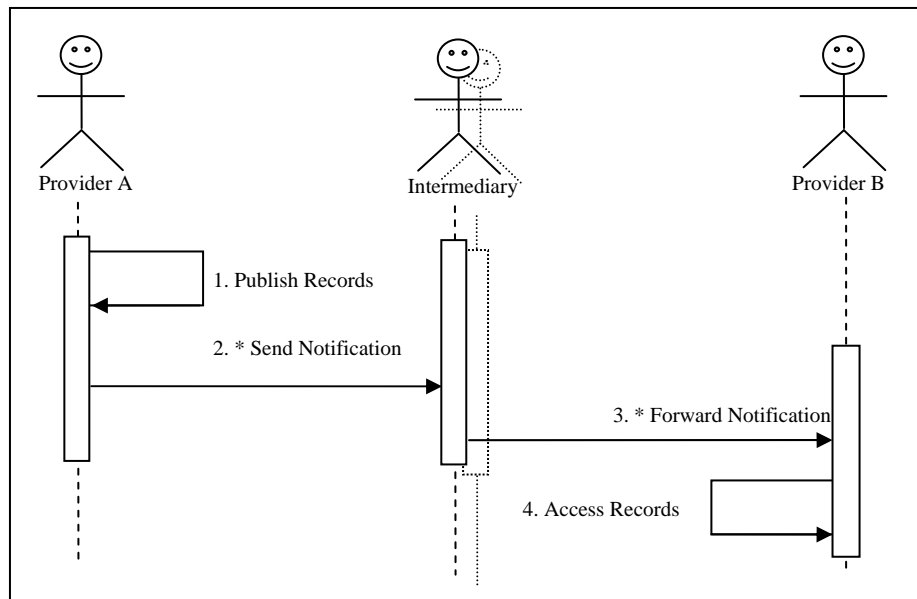 Provider A
Intermediary
Provider B
1. Publish Records
2. * Send Notification
3. * Forward Notification
4. Access Records